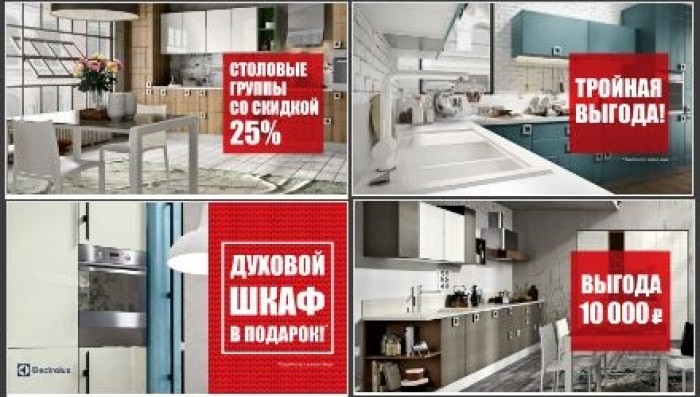 СТОЛОВЫЕ
ГРУППЫ
СО СКИДКОЙ
25%
ТРОЙНАЯ
ВЫГОДА!
ДУХОВОЙ
ШКАФ
В ПОДАРОК!*
Electrolux
ВЫГОДА
10 000 ₽